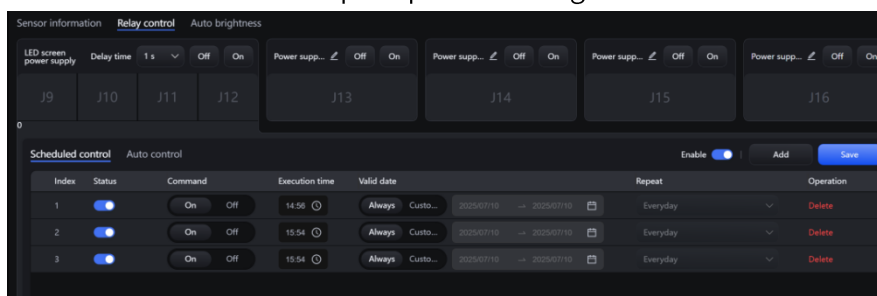 Sensor information Relay control Auto brightness
LED screen power supply Delay time 1 s Off On Power supp... Off On Power supp... Off On Power supp... Off On Power supp... Off On
J9 J10 J11 J12 J13 J14 J15 J16
0
Scheduled control Auto control Enable Add Save
Index Status Command Execution time Valid date Repeat Operation
1 On Off 14:56 Always Custo... 2025/07/10 → 2025/07/10 Everyday Delete
2 On Off 15:54 Always Custo... 2025/07/10 → 2025/07/10 Everyday Delete
3 On Off 15:54 Always Custo... 2025/07/10 → 2025/07/10 Everyday Delete